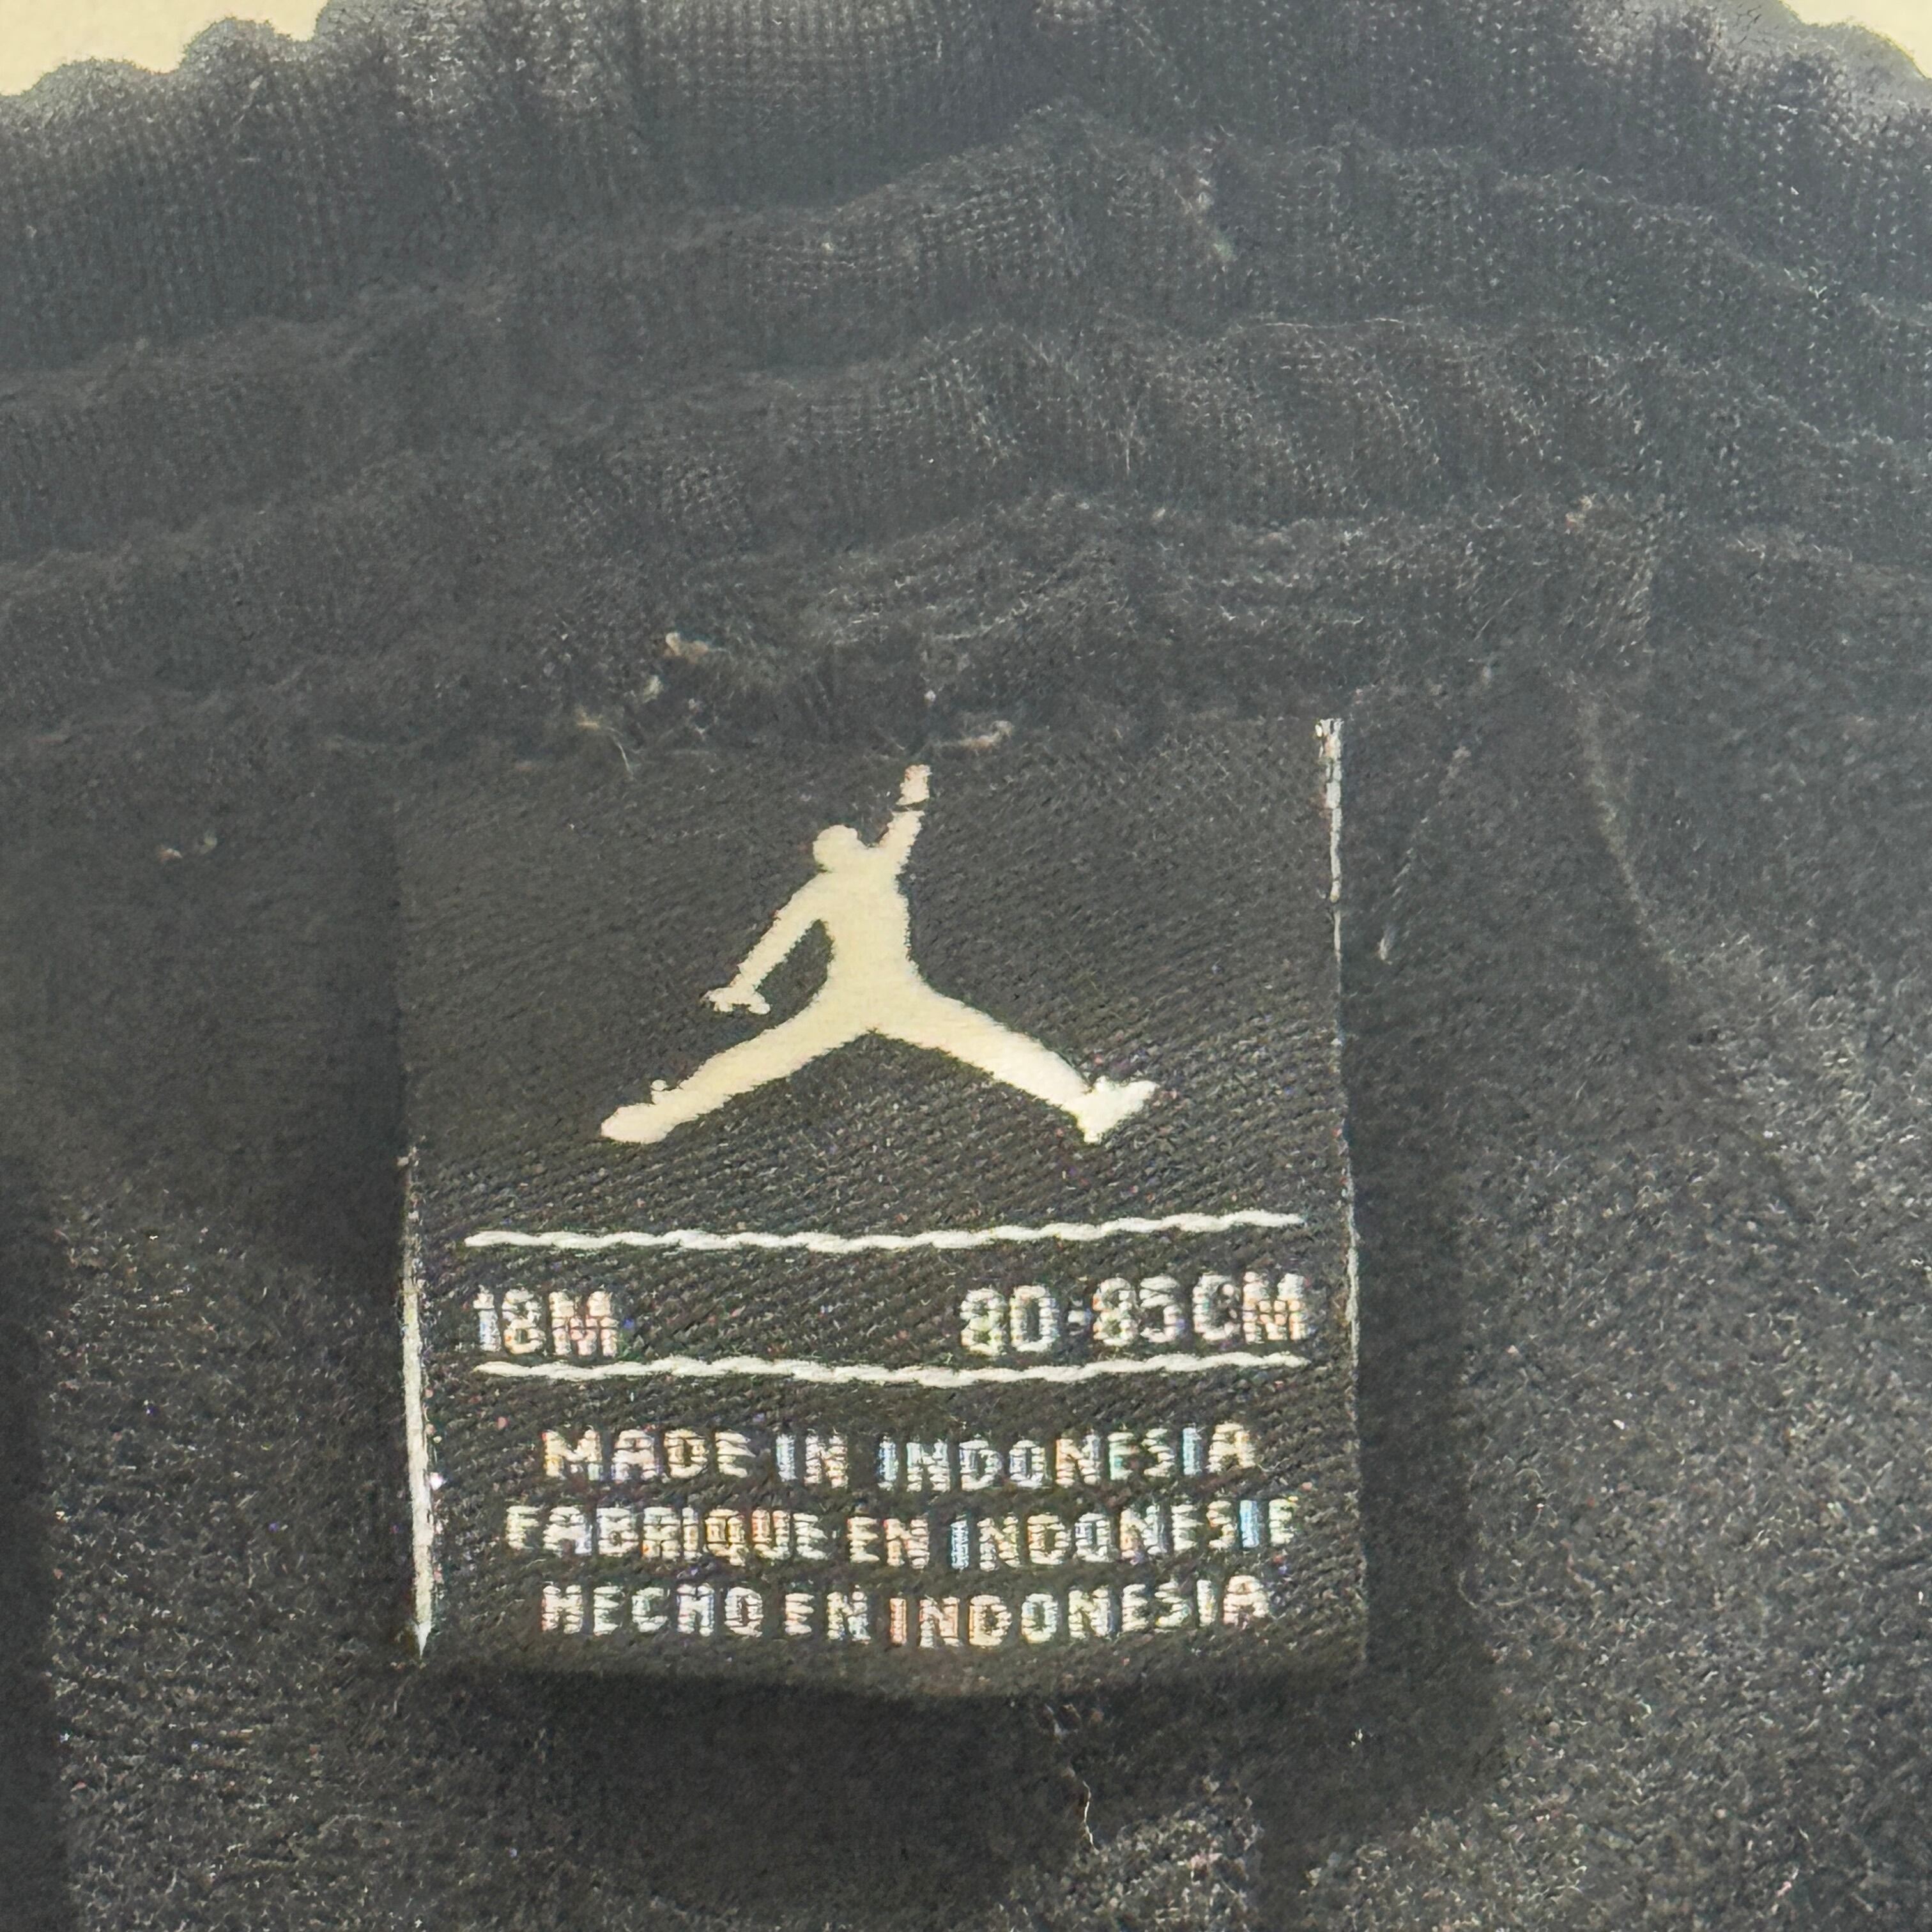 18M 80-85CM
MADE IN INDONESIA
FABRIQUE EN INDONESIE
HECHO EN INDONESIA